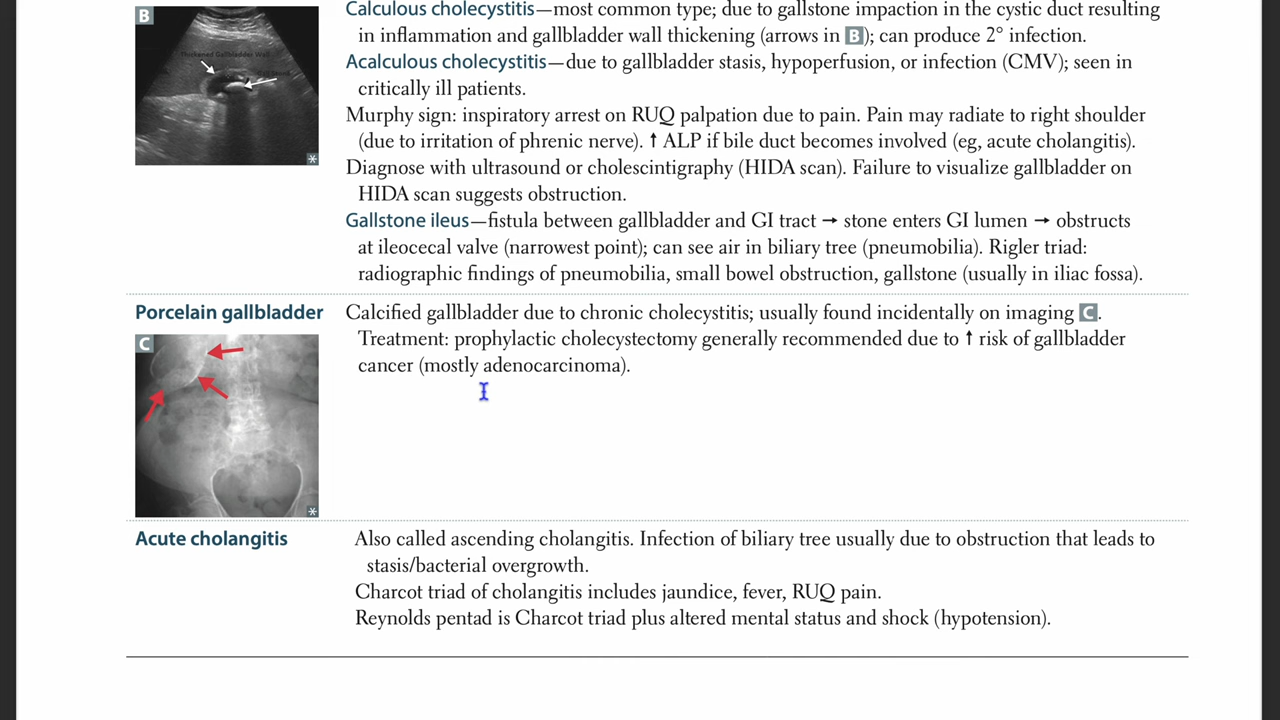 B
Calculous cholecystitis—most common type; due to gallstone impaction in the cystic duct resulting
in inflammation and gallbladder wall thickening (arrows in B); can produce 2° infection.
Thickened Gallbladder Wall
Acalculous cholecystitis—due to gallbladder stasis, hypoperfusion, or infection (CMV); seen in
critically ill patients.
Murphy sign: inspiratory arrest on RUQ palpation due to pain. Pain may radiate to right shoulder
(due to irritation of phrenic nerve). ↑ ALP if bile duct becomes involved (eg, acute cholangitis).
Diagnose with ultrasound or cholescintigraphy (HIDA scan). Failure to visualize gallbladder on
HIDA scan suggests obstruction.
Gallstone ileus—fistula between gallbladder and GI tract → stone enters GI lumen → obstructs
at ileocecal valve (narrowest point); can see air in biliary tree (pneumobilia). Rigler triad:
radiographic findings of pneumobilia, small bowel obstruction, gallstone (usually in iliac fossa).
Porcelain gallbladder
Calcified gallbladder due to chronic cholecystitis; usually found incidentally on imaging C.
Treatment: prophylactic cholecystectomy generally recommended due to ↑ risk of gallbladder
cancer (mostly adenocarcinoma).
C
Acute cholangitis
Also called ascending cholangitis. Infection of biliary tree usually due to obstruction that leads to
stasis/bacterial overgrowth.
Charcot triad of cholangitis includes jaundice, fever, RUQ pain.
Reynolds pentad is Charcot triad plus altered mental status and shock (hypotension).